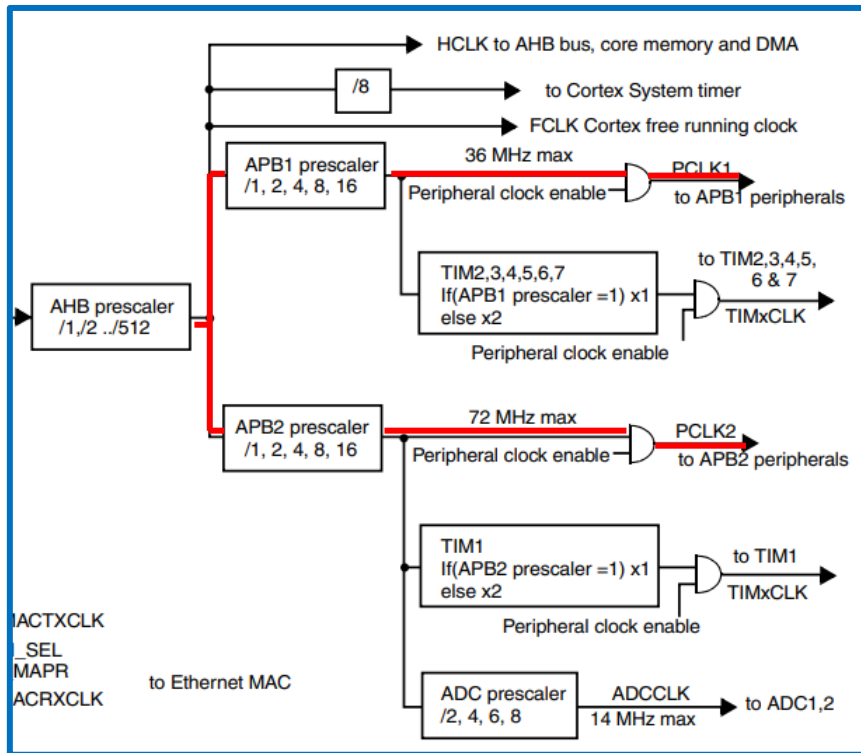 HCLK to AHB bus, core memory and DMA
/8
to Cortex System timer
FCLK Cortex free running clock
APB1 prescaler
/1, 2, 4, 8, 16
36 MHz max
PCLK1
Peripheral clock enable
to APB1 peripherals
TIM2,3,4,5,6,7
If(APB1 prescaler =1) x1
else x2
to TIM2,3,4,5,
6 & 7
TIMxCLK
Peripheral clock enable
AHB prescaler
/1,/2 ../512
APB2 prescaler
/1, 2, 4, 8, 16
72 MHz max
PCLK2
Peripheral clock enable
to APB2 peripherals
TIM1
If(APB2 prescaler =1) x1
else x2
to TIM1
TIMxCLK
Peripheral clock enable
MACTXCLK
I_SEL
MAPR
ACRXCLK
to Ethernet MAC
ADC prescaler
/2, 4, 6, 8
ADCCLK
14 MHz max
to ADC1,2